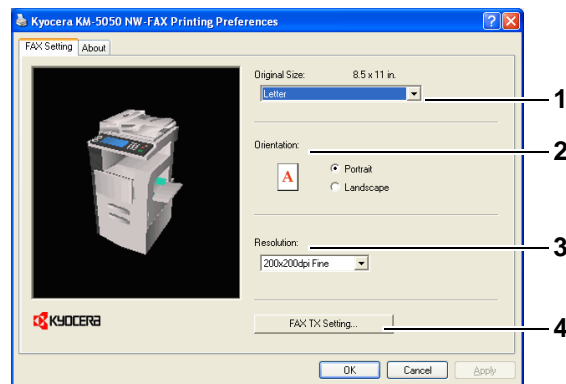 Kyocera KM-5050 NW-FAX Printing Preferences
FAX Setting About
Original Size: 8.5 x 11 in.
Letter
1
Orientation:
2
A
Portrait
Landscape
Resolution:
3
200x200dpi Fine
KYOCERA
FAX TX Setting...
4
OK Cancel Apply